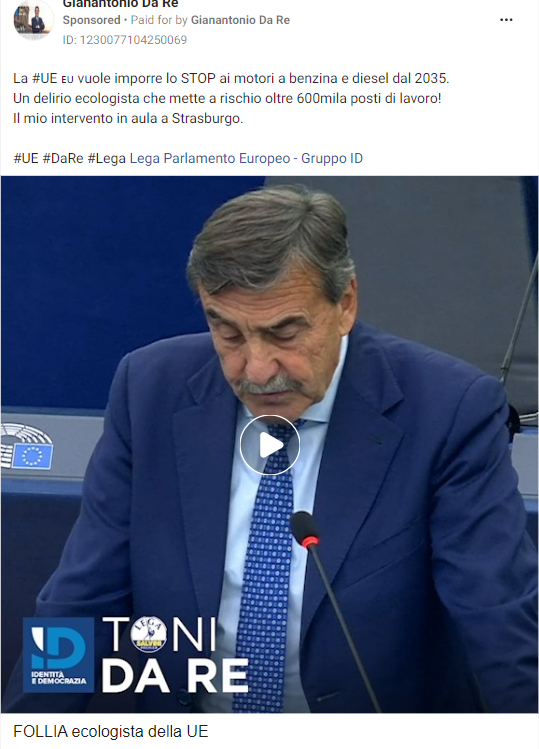 Gianantonio Da Re
Sponsored • Paid for by Gianantonio Da Re
ID: 1230077104250069
La #UE EU vuole imporre lo STOP ai motori a benzina e diesel dal 2035.
Un delirio ecologista che mette a rischio oltre 600mila posti di lavoro!
Il mio intervento in aula a Strasburgo.
#UE #DaRe #Lega Lega Parlamento Europeo - Gruppo ID
ID
IDENTITÀ
E DEMOCRAZIA
TONI
LEGA
SALVINI
DA RE
FOLLIA ecologista della UE